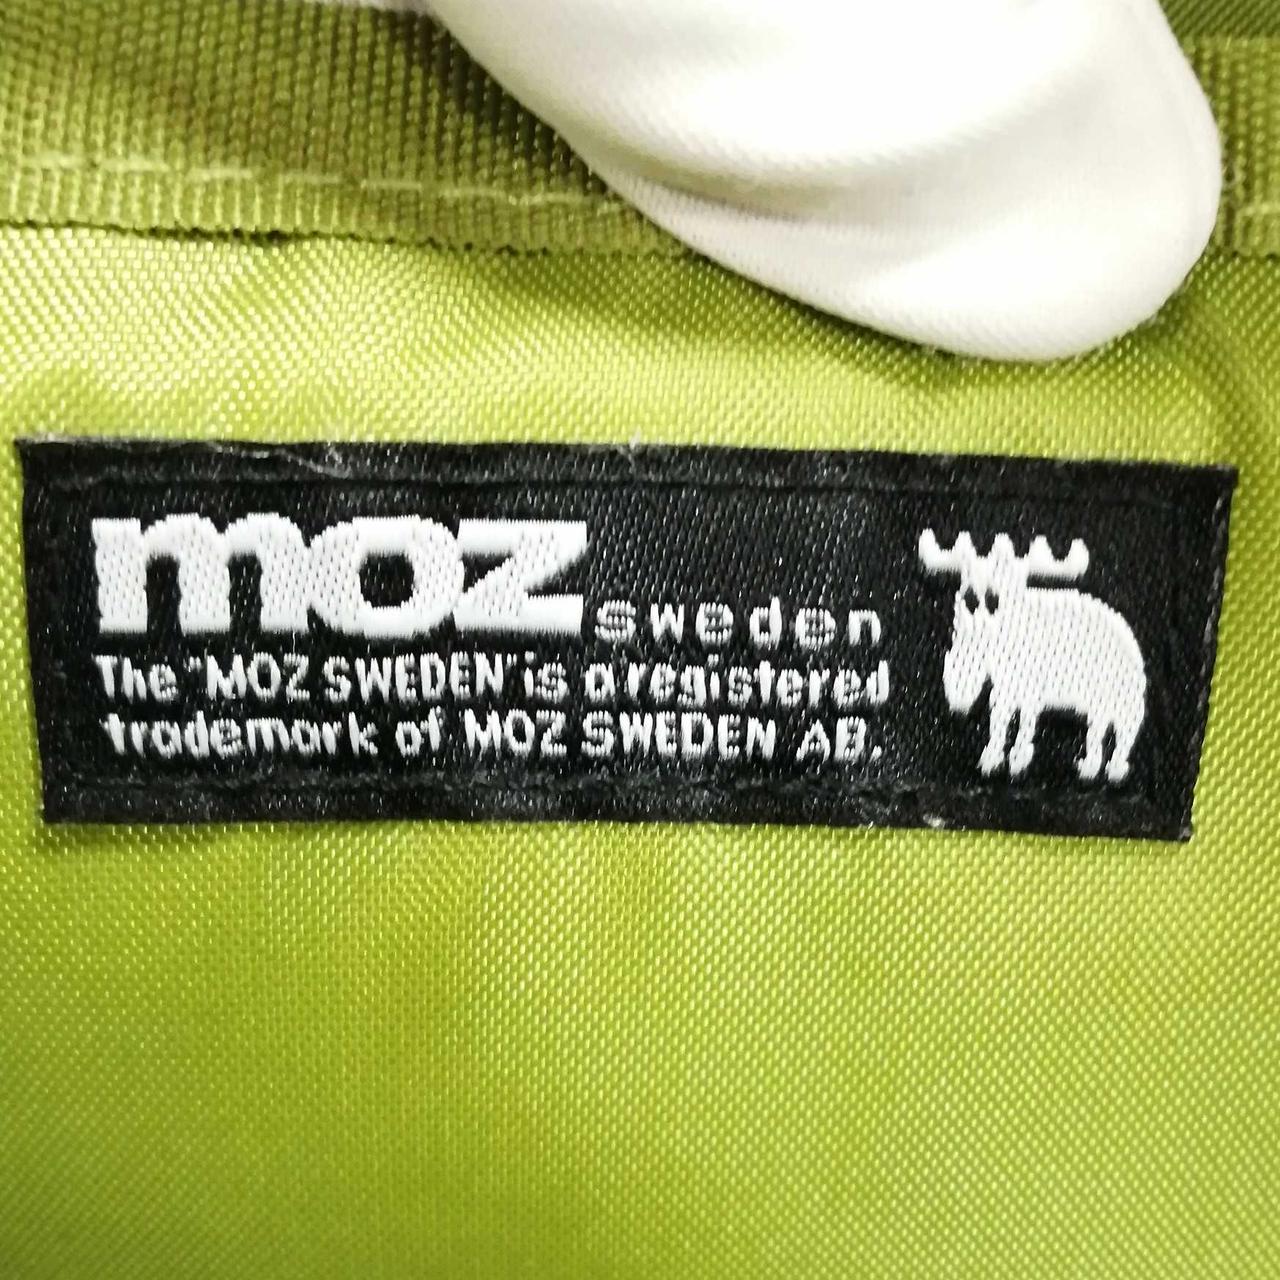 moz sweden
The "MOZ SWEDEN" is a registered
trademark of MOZ SWEDEN AB.